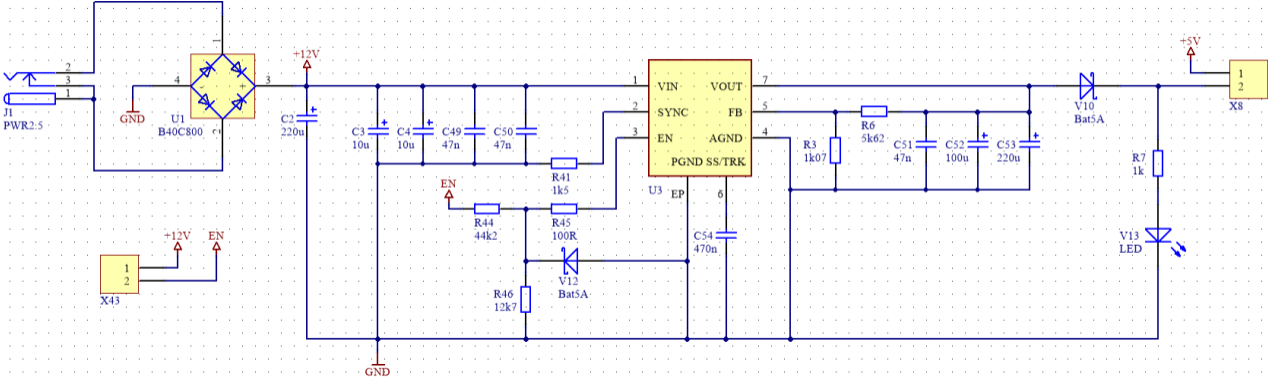 2
3
1
J1
PWR2.5
1
4
3
2
-
+
GND
U1
B40C800
+12V
C2
220u
+
C3
10u
+
C4
10u
+
C49
47n
C50
47n
R41
1k5
1
2
3
VIN
SYNC
EN
VOUT
FB
AGND
PGND SS/TRK
7
5
4
U3
EP
6
EN
R44
44k2
R45
100R
V12
Bat5A
R46
12k7
C54
470n
R3
1k07
R6
5k62
C51
47n
C52
100u
+
C53
220u
+
V10
Bat5A
R7
1k
V13
LED
+5V
1
2
X8
+12V
EN
1
2
X43
GND